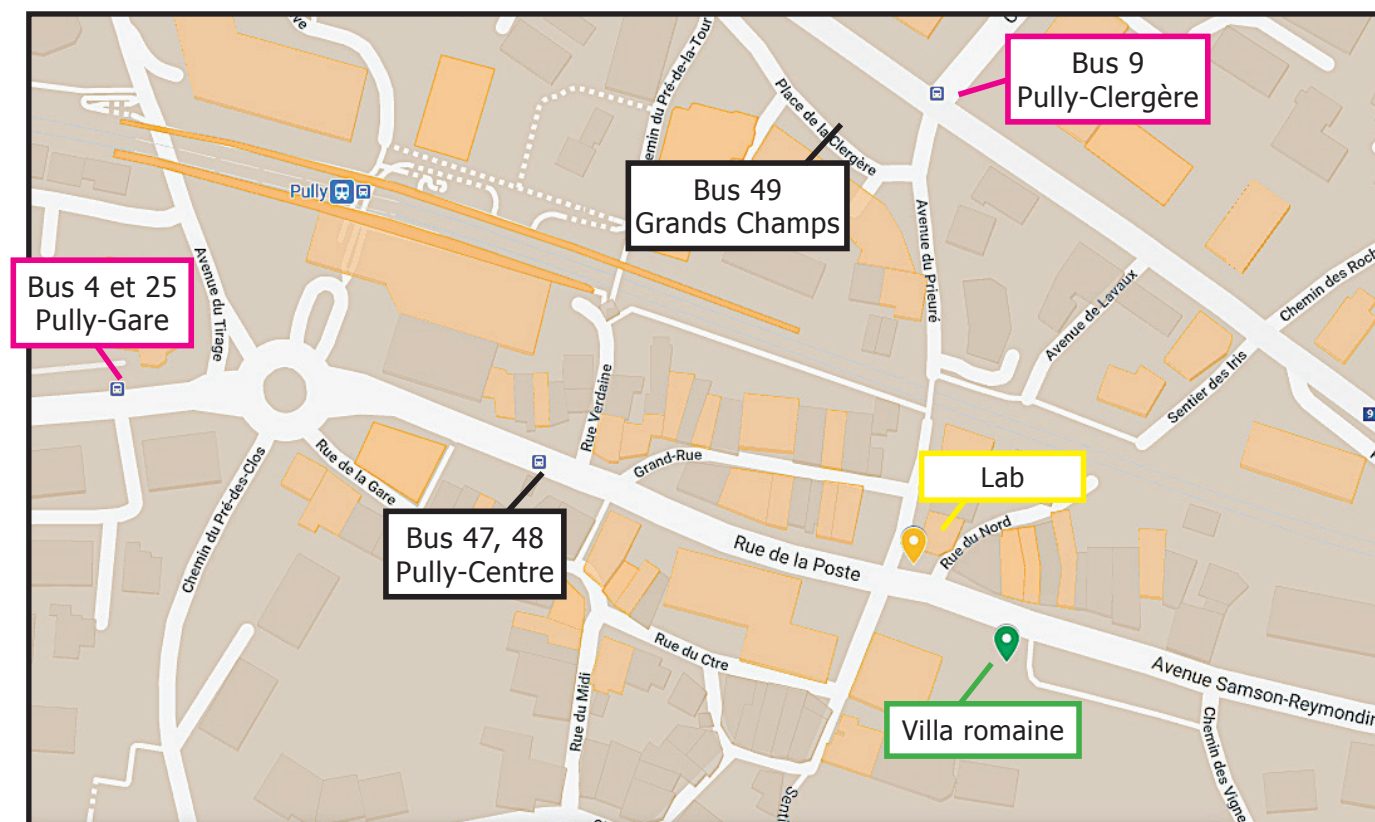 Bus 9
Pully-Clergère
Place de la Clergère
Bus 49
Grands Champs
Pully
Avenue du Tirage
Bus 4 et 25
Pully-Gare
Avenue du Prieuré
Avenue de Lavaux
Chemin des Roch
Sentier des Iris
9
emin du Pré-de-la-Tour
Rue Verdaine
Grand-Rue
Lab
Rue du Nord
Rue de la Gare
Chemin du Pré-des-Clos
Bus 47, 48
Pully-Centre
Rue de la Poste
Rue du Ctre
Rue du Midi
Villa romaine
Avenue Samson-Reymondin
Chemin des Vigne
Senti